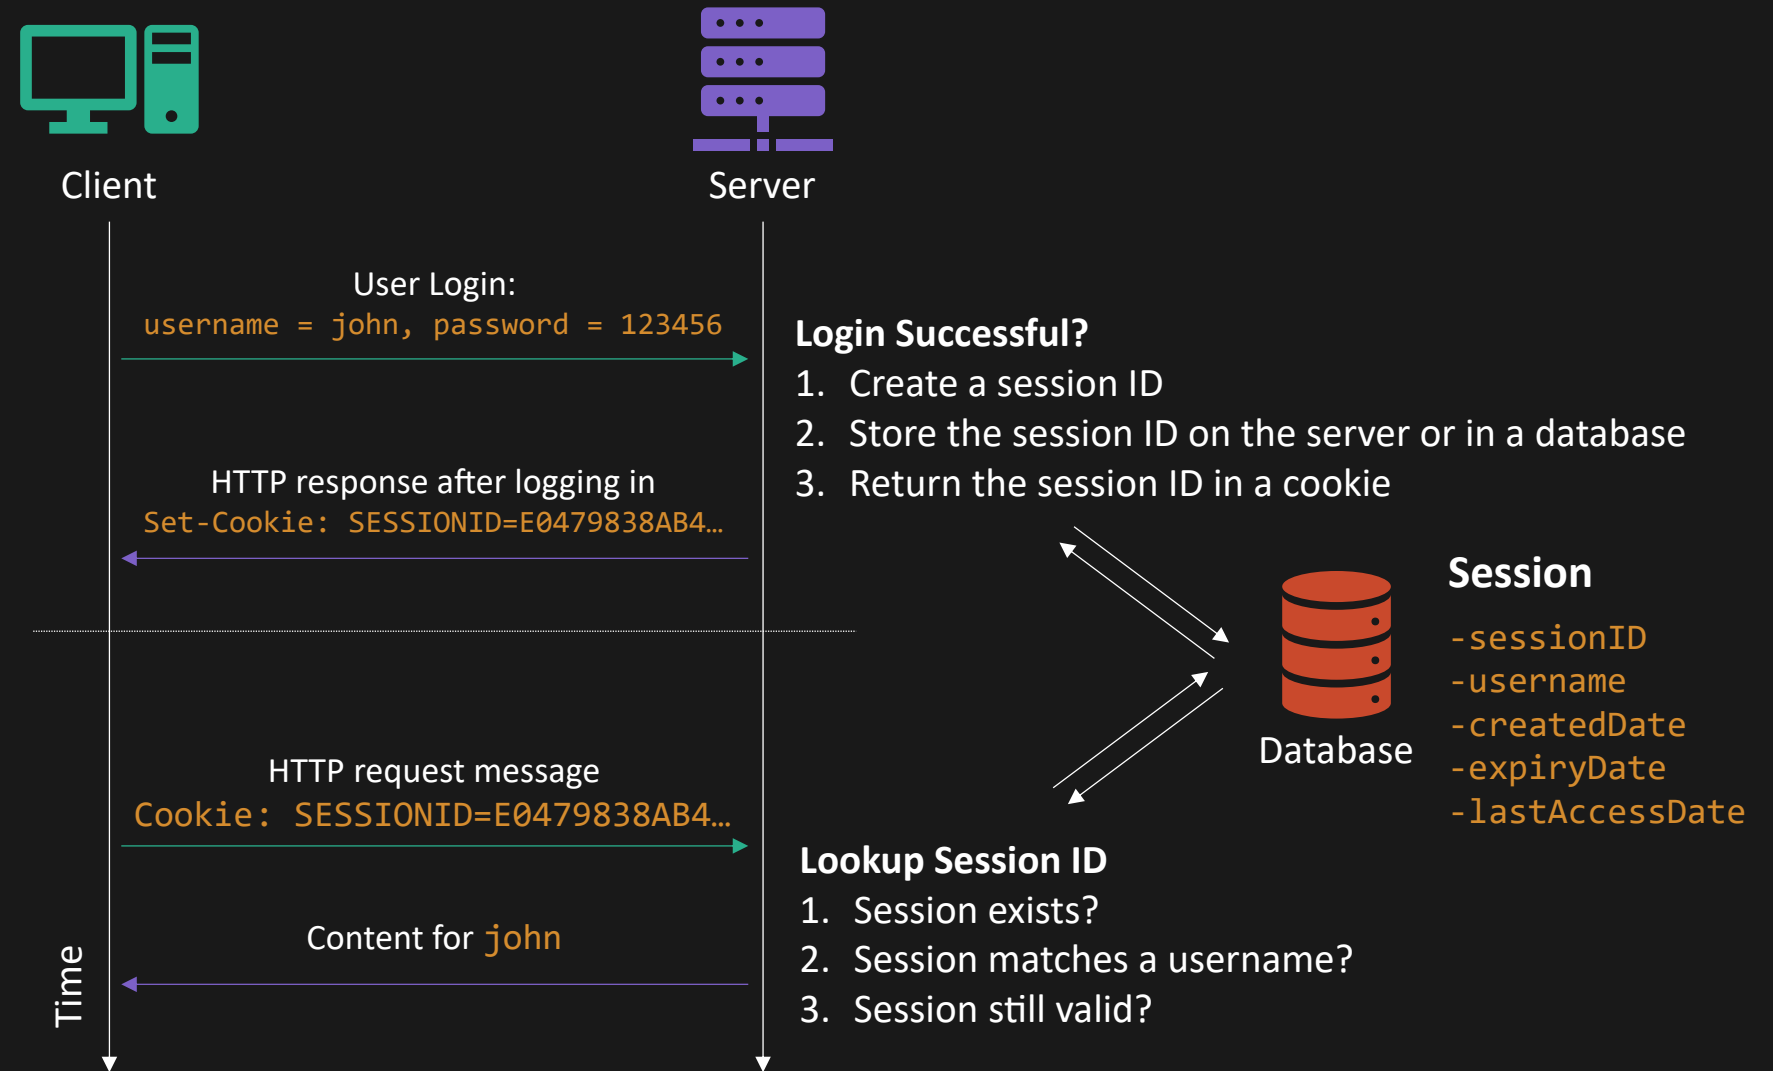 Client
Server
User Login:
username = john, password = 123456
Login Successful?
1. Create a session ID
2. Store the session ID on the server or in a database
3. Return the session ID in a cookie
HTTP response after logging in
Set-Cookie: SESSIONID=E0479838AB4…
Session
-sessionID
-username
-createdDate
-expiryDate
-lastAccessDate
Database
HTTP request message
Cookie: SESSIONID=E0479838AB4…
Lookup Session ID
1. Session exists?
2. Session matches a username?
3. Session still valid?
Content for john
Time